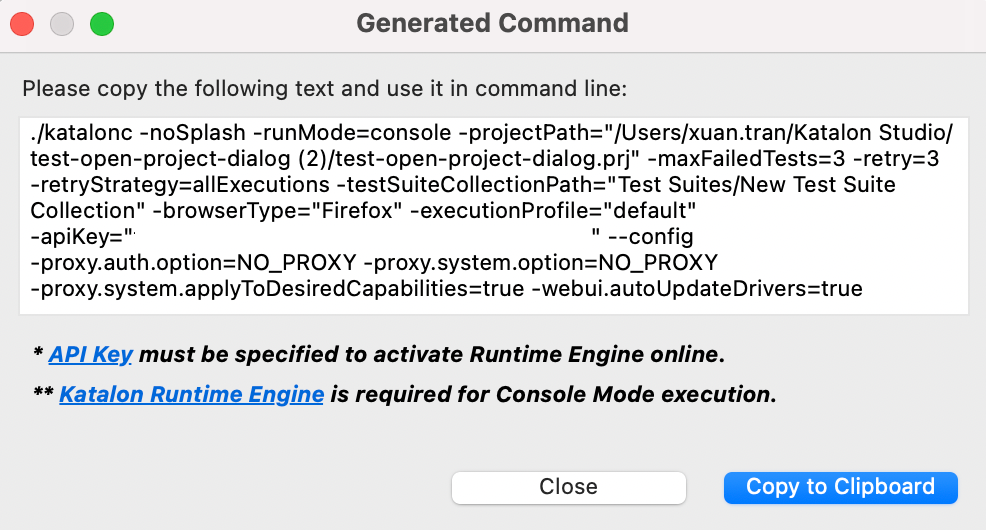 Generated Command
Please copy the following text and use it in command line:
./katalonc -noSplash -runMode=console -projectPath="/Users/xuan.tran/Katalon Studio/
test-open-project-dialog (2)/test-open-project-dialog.prj" -maxFailedTests=3 -retry=3
-retryStrategy=allExecutions -testSuiteCollectionPath="Test Suites/New Test Suite
Collection" -browserType="Firefox" -executionProfile="default"
-apiKey=" " --config
-proxy.auth.option=NO_PROXY -proxy.system.option=NO_PROXY
-proxy.system.applyToDesiredCapabilities=true -webui.autoUpdateDrivers=true
* API Key must be specified to activate Runtime Engine online.
** Katalon Runtime Engine is required for Console Mode execution.
Close
Copy to Clipboard